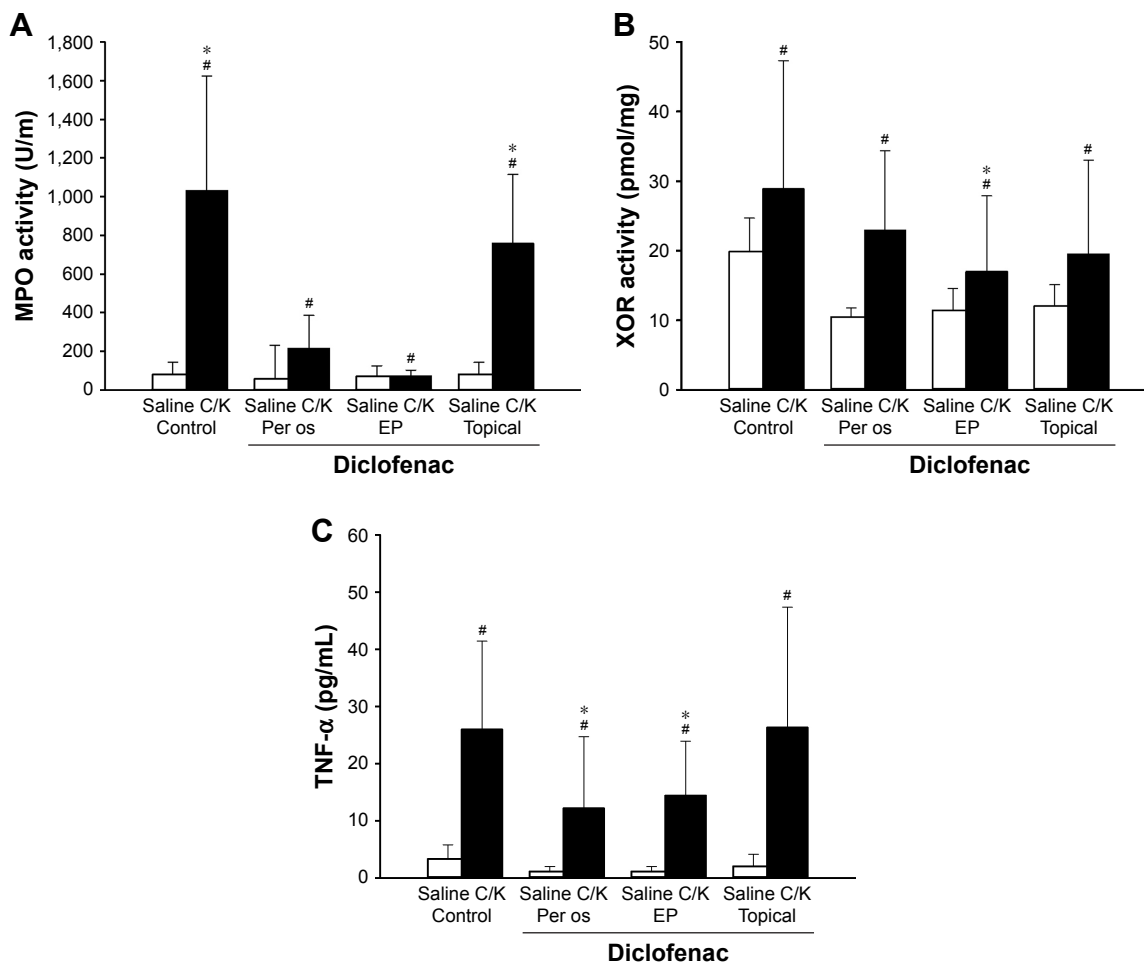 A
MPO activity (U/m)
1,800
1,600
1,400
1,200
1,000
800
600
400
200
0
*
#
#
#
*
#
Saline C/K Saline C/K Saline C/K Saline C/K
Control Per os EP Topical
Diclofenac
B
XOR activity (pmol/mg)
50
40
30
20
10
0
#
#
*
#
#
Saline C/K Saline C/K Saline C/K Saline C/K
Control Per os EP Topical
Diclofenac
C
TNF-α (pg/mL)
60
50
40
30
20
10
0
#
*
#
*
#
#
Saline C/K Saline C/K Saline C/K Saline C/K
Control Per os EP Topical
Diclofenac